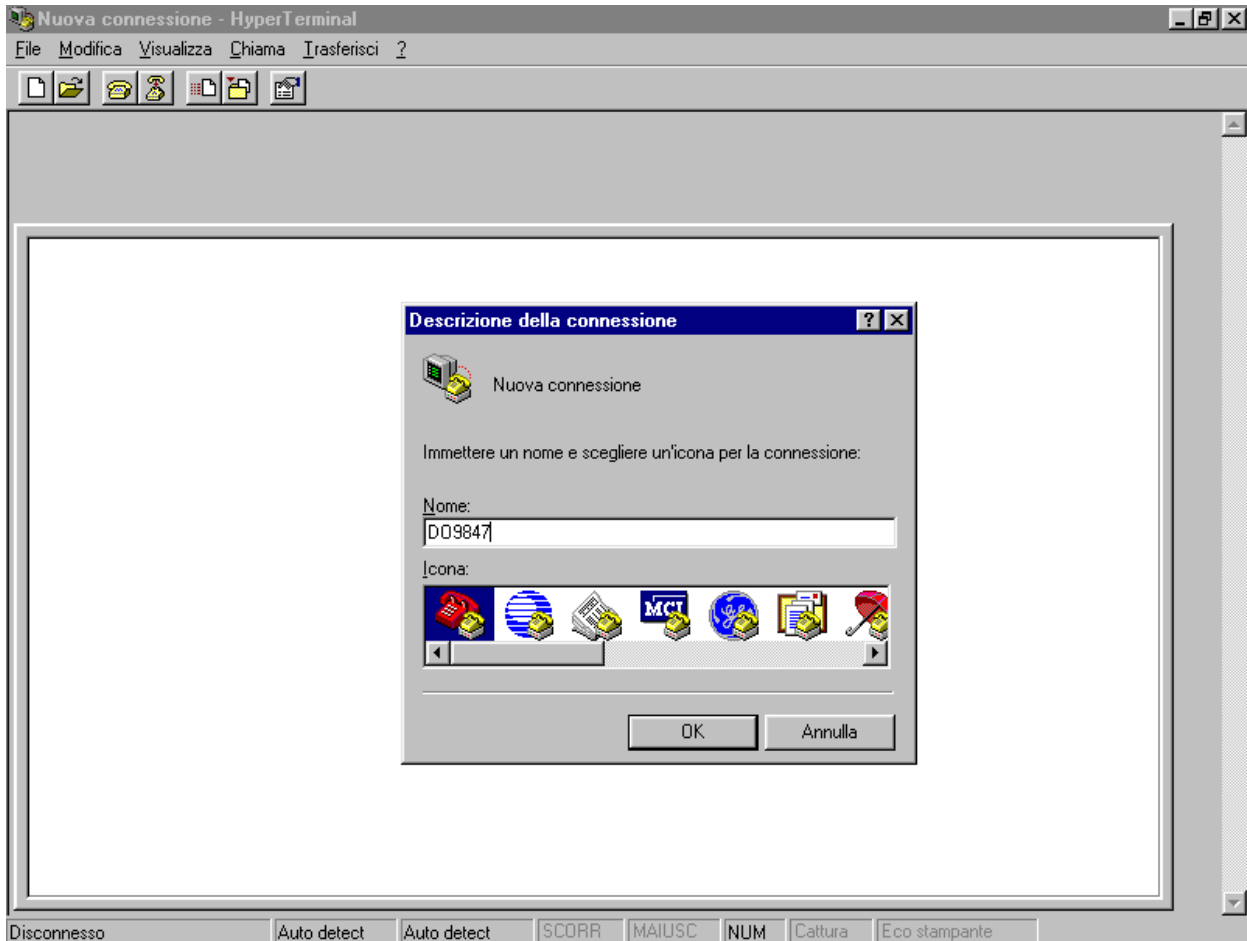 Nuova connessione - HyperTerminal
File Modifica Visualizza Chiama Trasferisci ?
Descrizione della connessione
Nuova connessione
Immettere un nome e scegliere un'icona per la connessione:
Nome:
DO9847
Icona:
MCI
OK Annulla
Disconnesso Auto detect Auto detect SCORR MAIUSC NUM Cattura Eco stampante